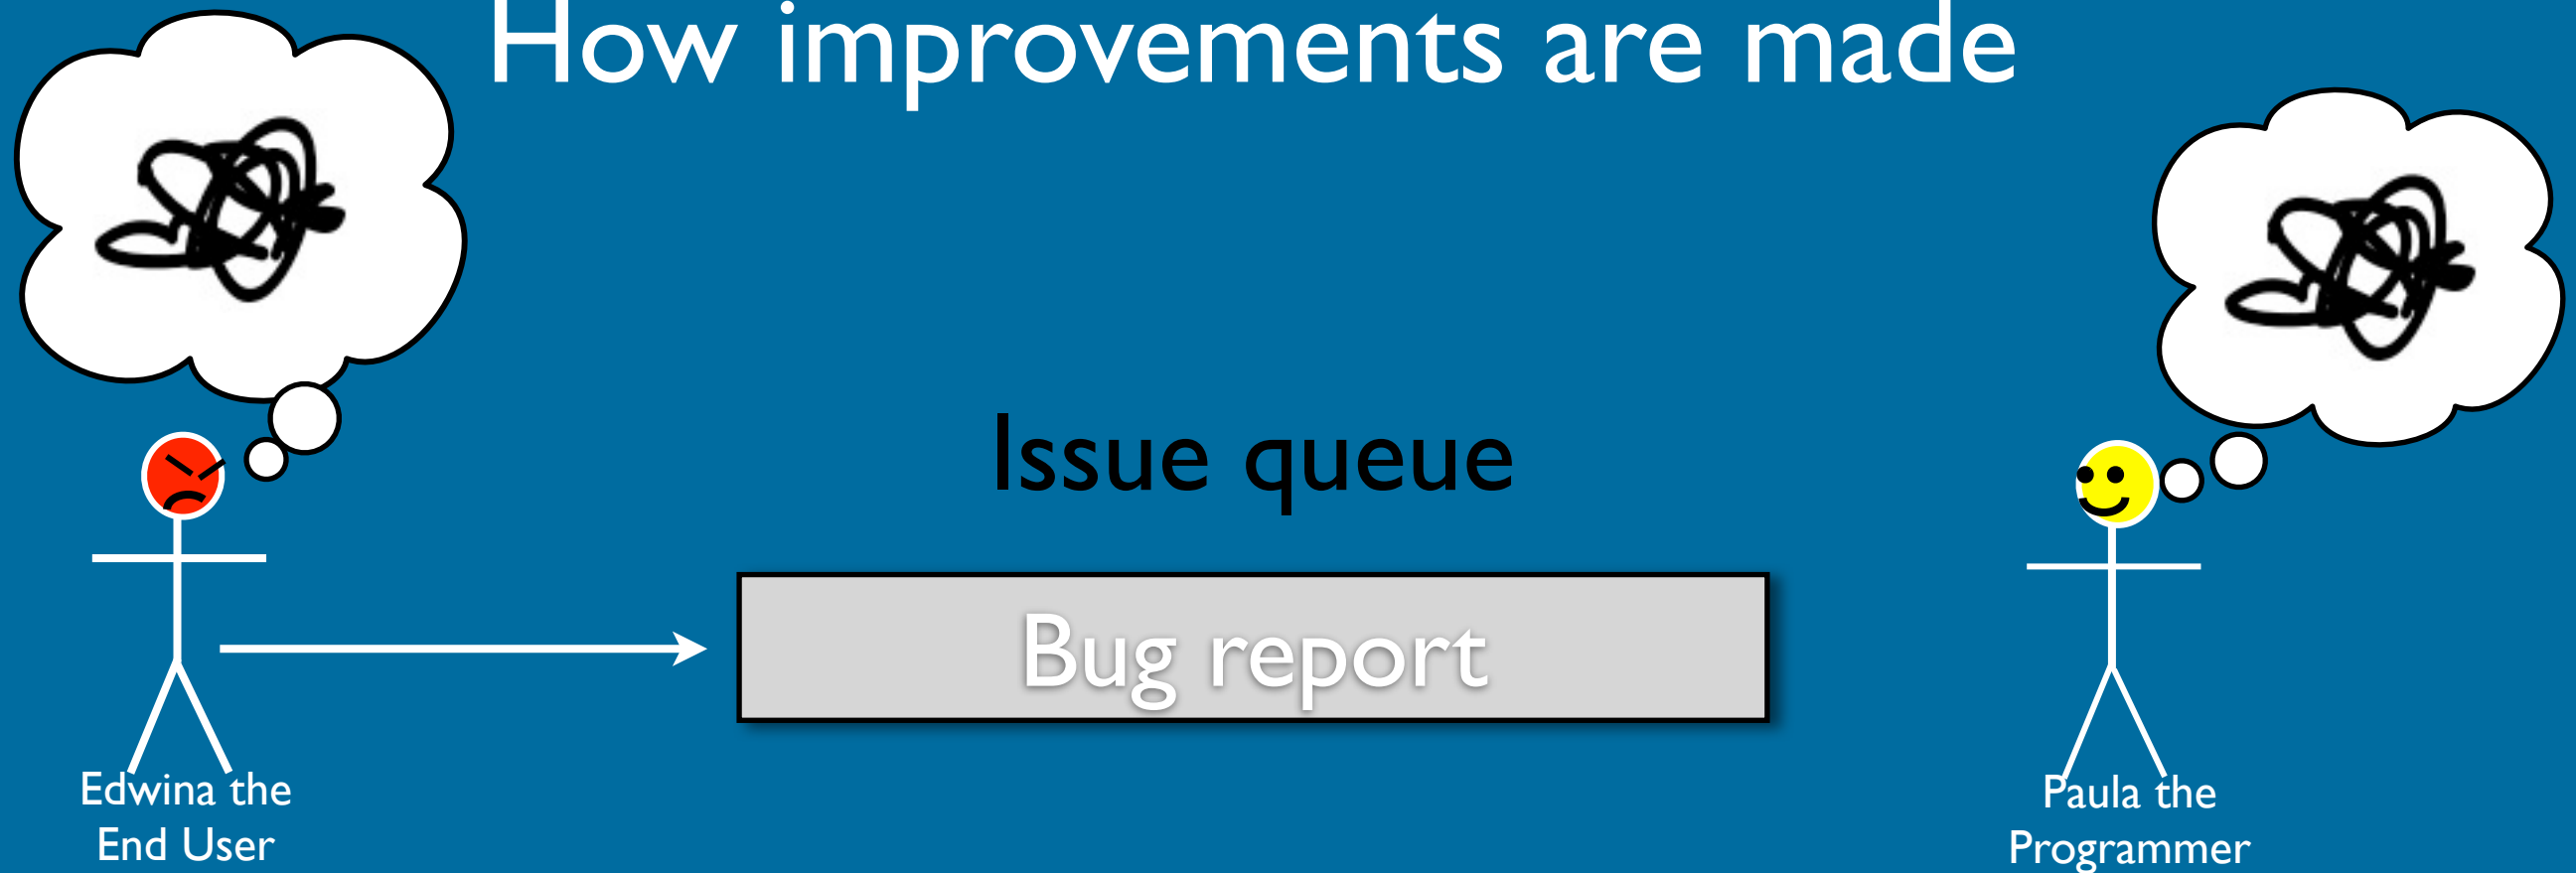 How improvements are made
Issue queue
Bug report
Edwina the
End User
Paula the
Programmer